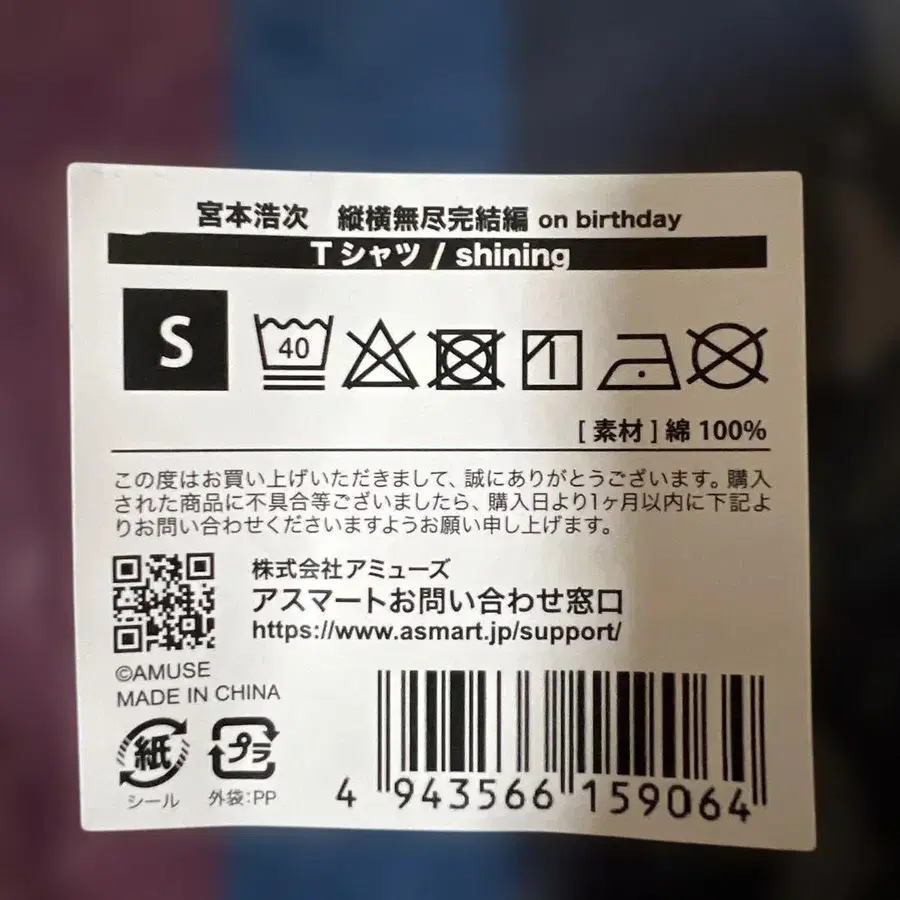 宮本浩次 縦横無尽完結編 on birthday
Tシャツ / shining
S
40
[ 素材 ] 綿 100%
この度はお買い上げいただきまして、誠にありがとうございます。購入
された商品に不具合等ございましたら、購入日より1ヶ月以内に下記よ
りお問い合わせくださいますようお願い申し上げます。
株式会社アミューズ
アスマートお問い合わせ窓口
https://www.asmart.jp/support/
©AMUSE
MADE IN CHINA
紙
プラ
シール
外袋:PP
4 943566 159064